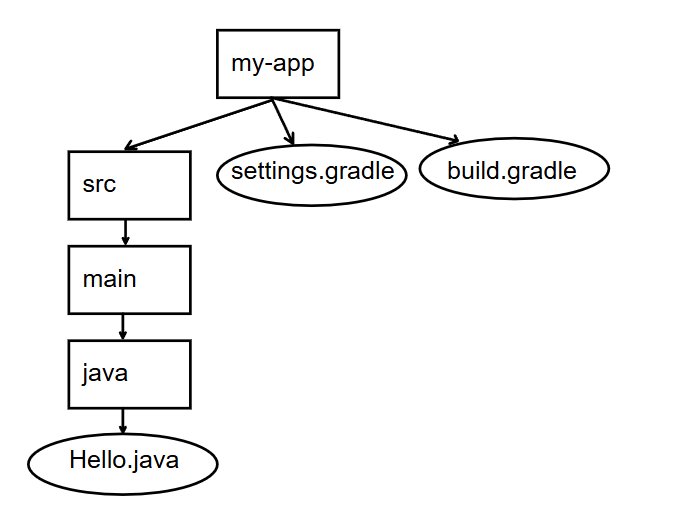 my-app
src
settings.gradle
build.gradle
main
java
Hello.java